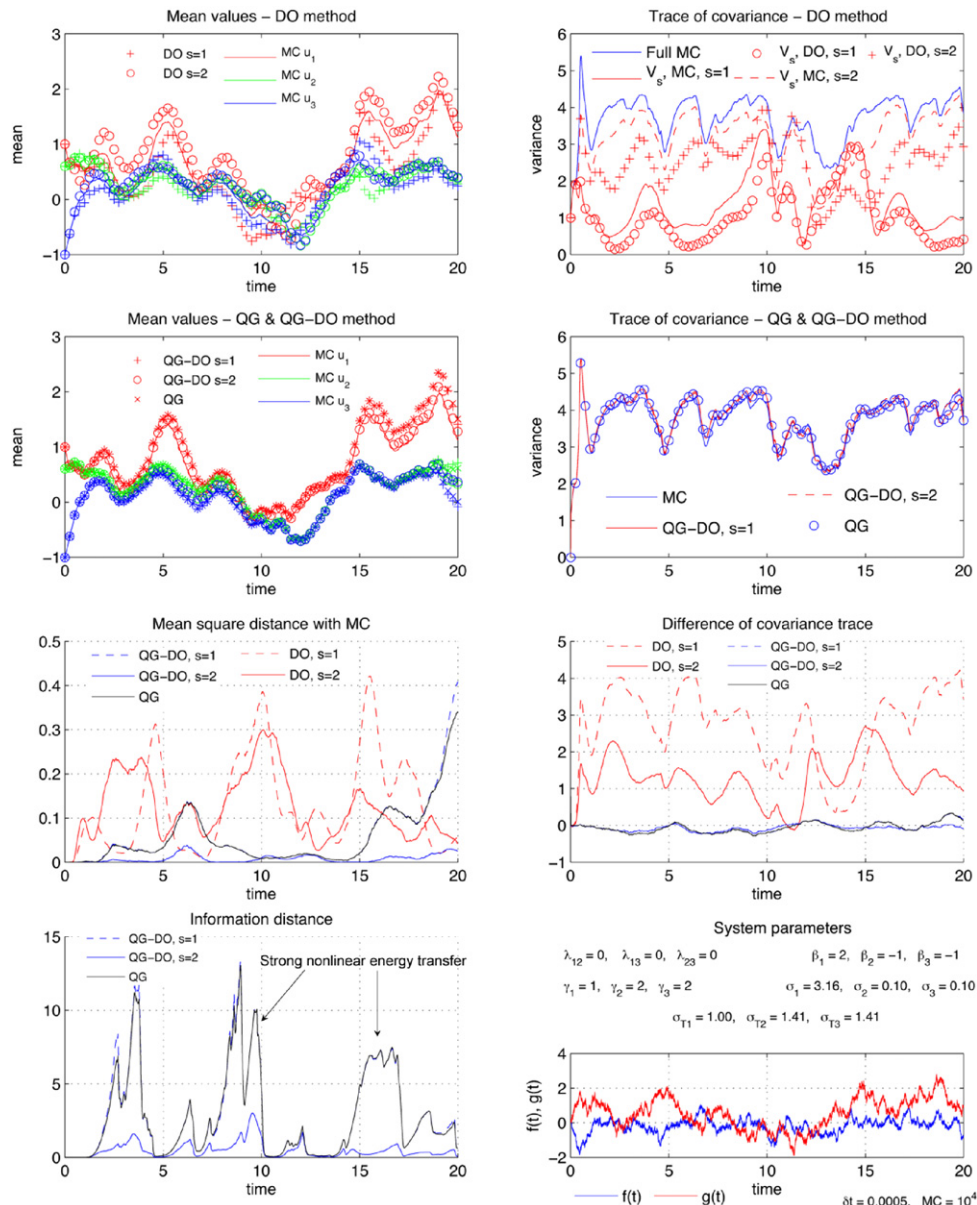 Mean values – DO method
3
2
1
0
−1
mean
0
5
10
15
20
time
DO s=1
DO s=2
MC u₁
MC u₂
MC u₃
Trace of covariance – DO method
6
5
4
3
2
1
0
variance
0
5
10
15
20
time
Full MC
Vₛ, MC, s=1
Vₛ, MC, s=2
Vₛ, DO, s=1
Vₛ, DO, s=2
Mean values – QG & QG–DO method
3
2
1
0
−1
mean
0
5
10
15
20
time
QG–DO s=1
QG–DO s=2
QG
MC u₁
MC u₂
MC u₃
Trace of covariance – QG & QG–DO method
6
5
4
3
2
1
0
variance
0
5
10
15
20
time
MC
QG–DO, s=1
QG–DO, s=2
QG
Mean square distance with MC
0.5
0.4
0.3
0.2
0.1
0
0
5
10
15
20
time
QG–DO, s=1
QG–DO, s=2
QG
DO, s=1
DO, s=2
Difference of covariance trace
5
4
3
2
1
0
−1
0
5
10
15
20
time
DO, s=1
DO, s=2
QG–DO, s=1
QG–DO, s=2
QG
Information distance
15
10
5
0
0
5
10
15
20
time
QG–DO, s=1
QG–DO, s=2
QG
Strong nonlinear energy transfer
System parameters
λ₁₂ = 0, λ₁₃ = 0, λ₂₃ = 0
β₁ = 2, β₂ = −1, β₃ = −1
γ₁ = 1, γ₂ = 2, γ₃ = 2
σ₁ = 3.16, σ₂ = 0.10, σ₃ = 0.10
σ_T1 = 1.00, σ_T2 = 1.41, σ_T3 = 1.41
4
2
0
−2
f(t), g(t)
0
5
10
15
20
time
f(t)
g(t)
δt = 0.0005, MC = 10⁴